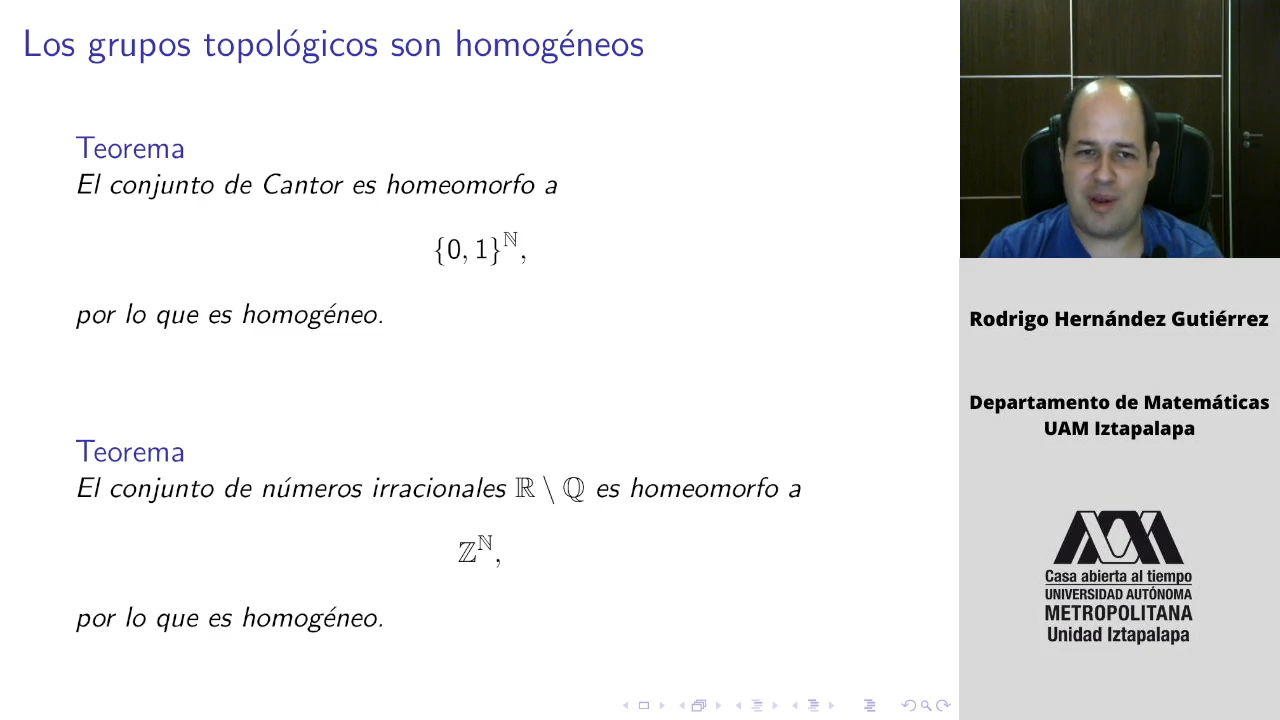 Los grupos topológicos son homogéneos
Teorema
El conjunto de Cantor es homeomorfo a
{0, 1}^ℕ,
por lo que es homogéneo.
Teorema
El conjunto de números irracionales ℝ \ ℚ es homeomorfo a
ℤ^ℕ,
por lo que es homogéneo.
Rodrigo Hernández Gutiérrez
Departamento de Matemáticas
UAM Iztapalapa
Casa abierta al tiempo
UNIVERSIDAD AUTÓNOMA
METROPOLITANA
Unidad Iztapalapa